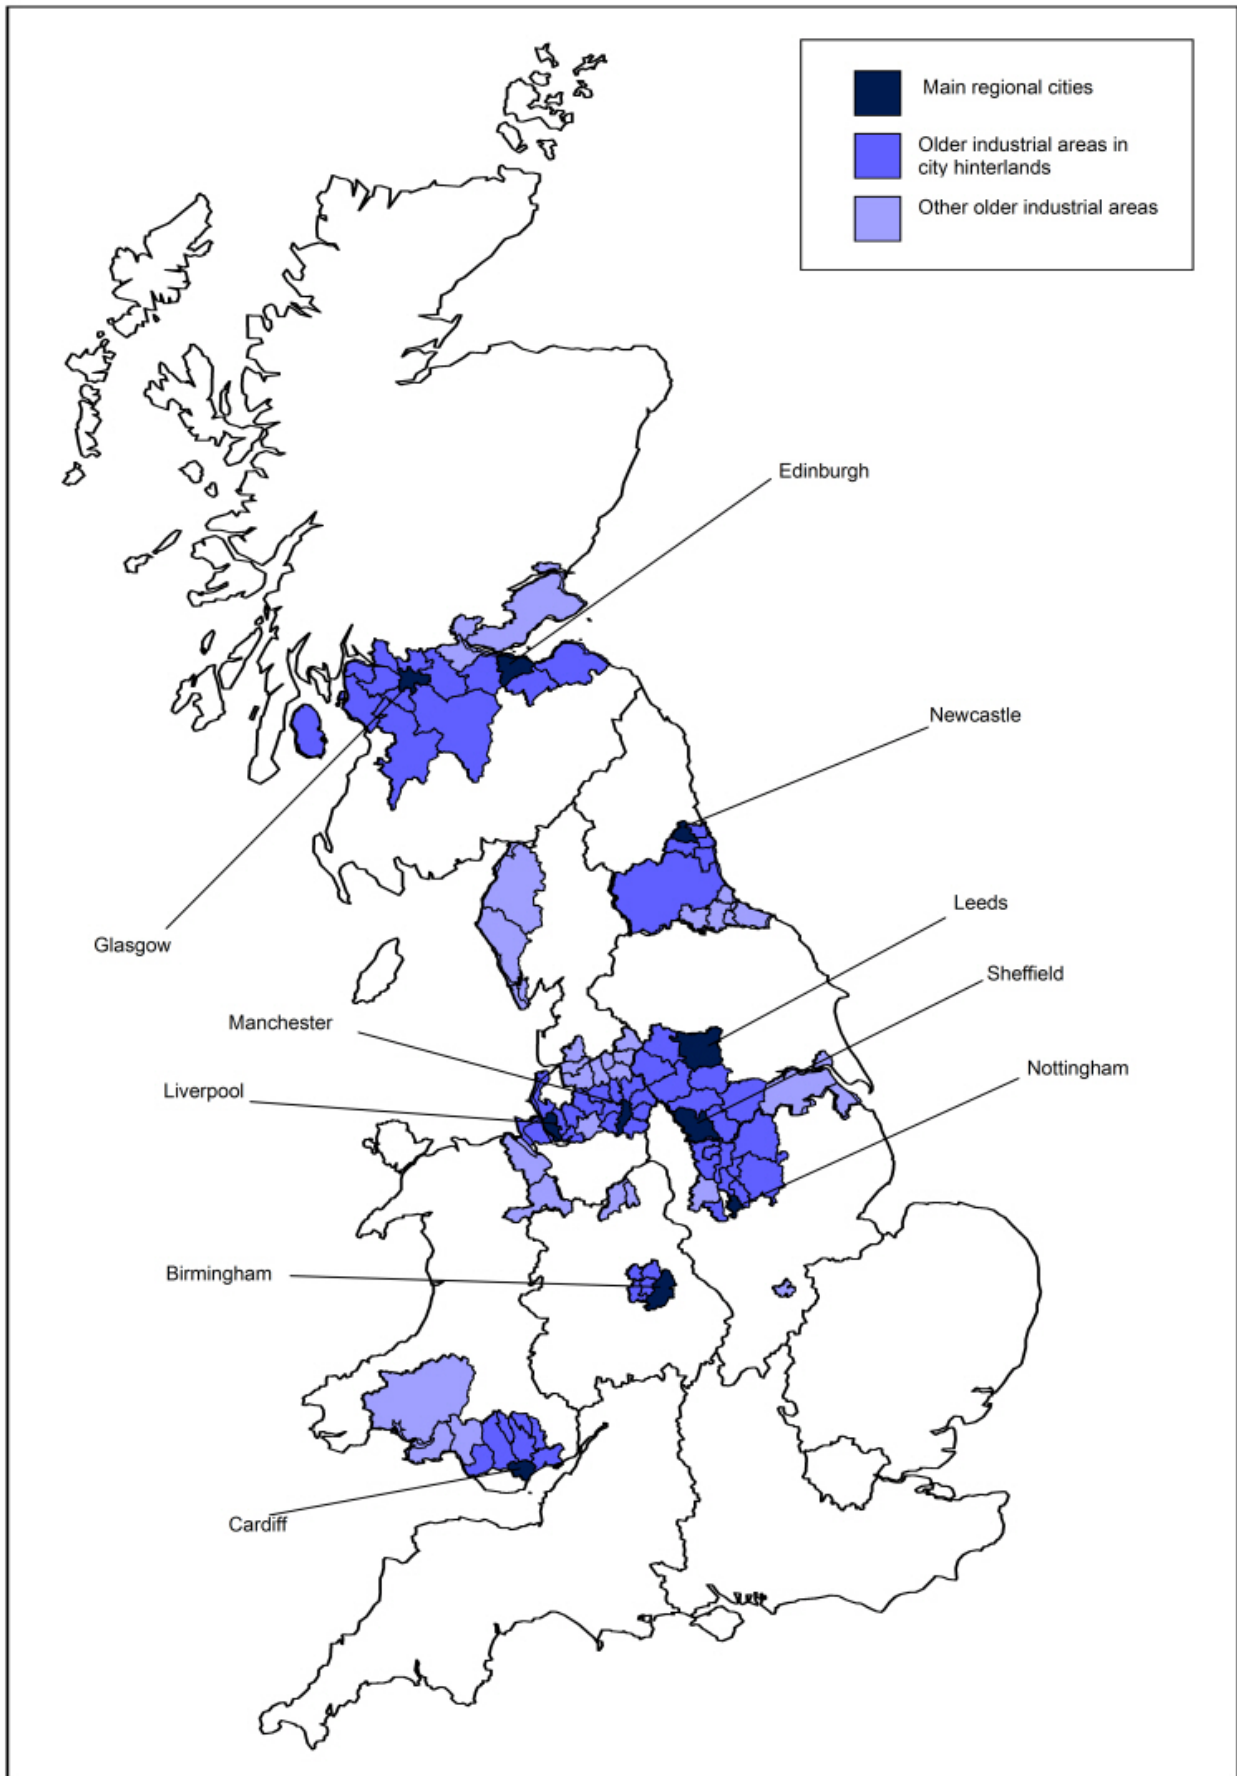 Main regional cities
Older industrial areas in
city hinterlands
Other older industrial areas
Edinburgh
Newcastle
Leeds
Glasgow
Sheffield
Manchester
Nottingham
Liverpool
Birmingham
Cardiff